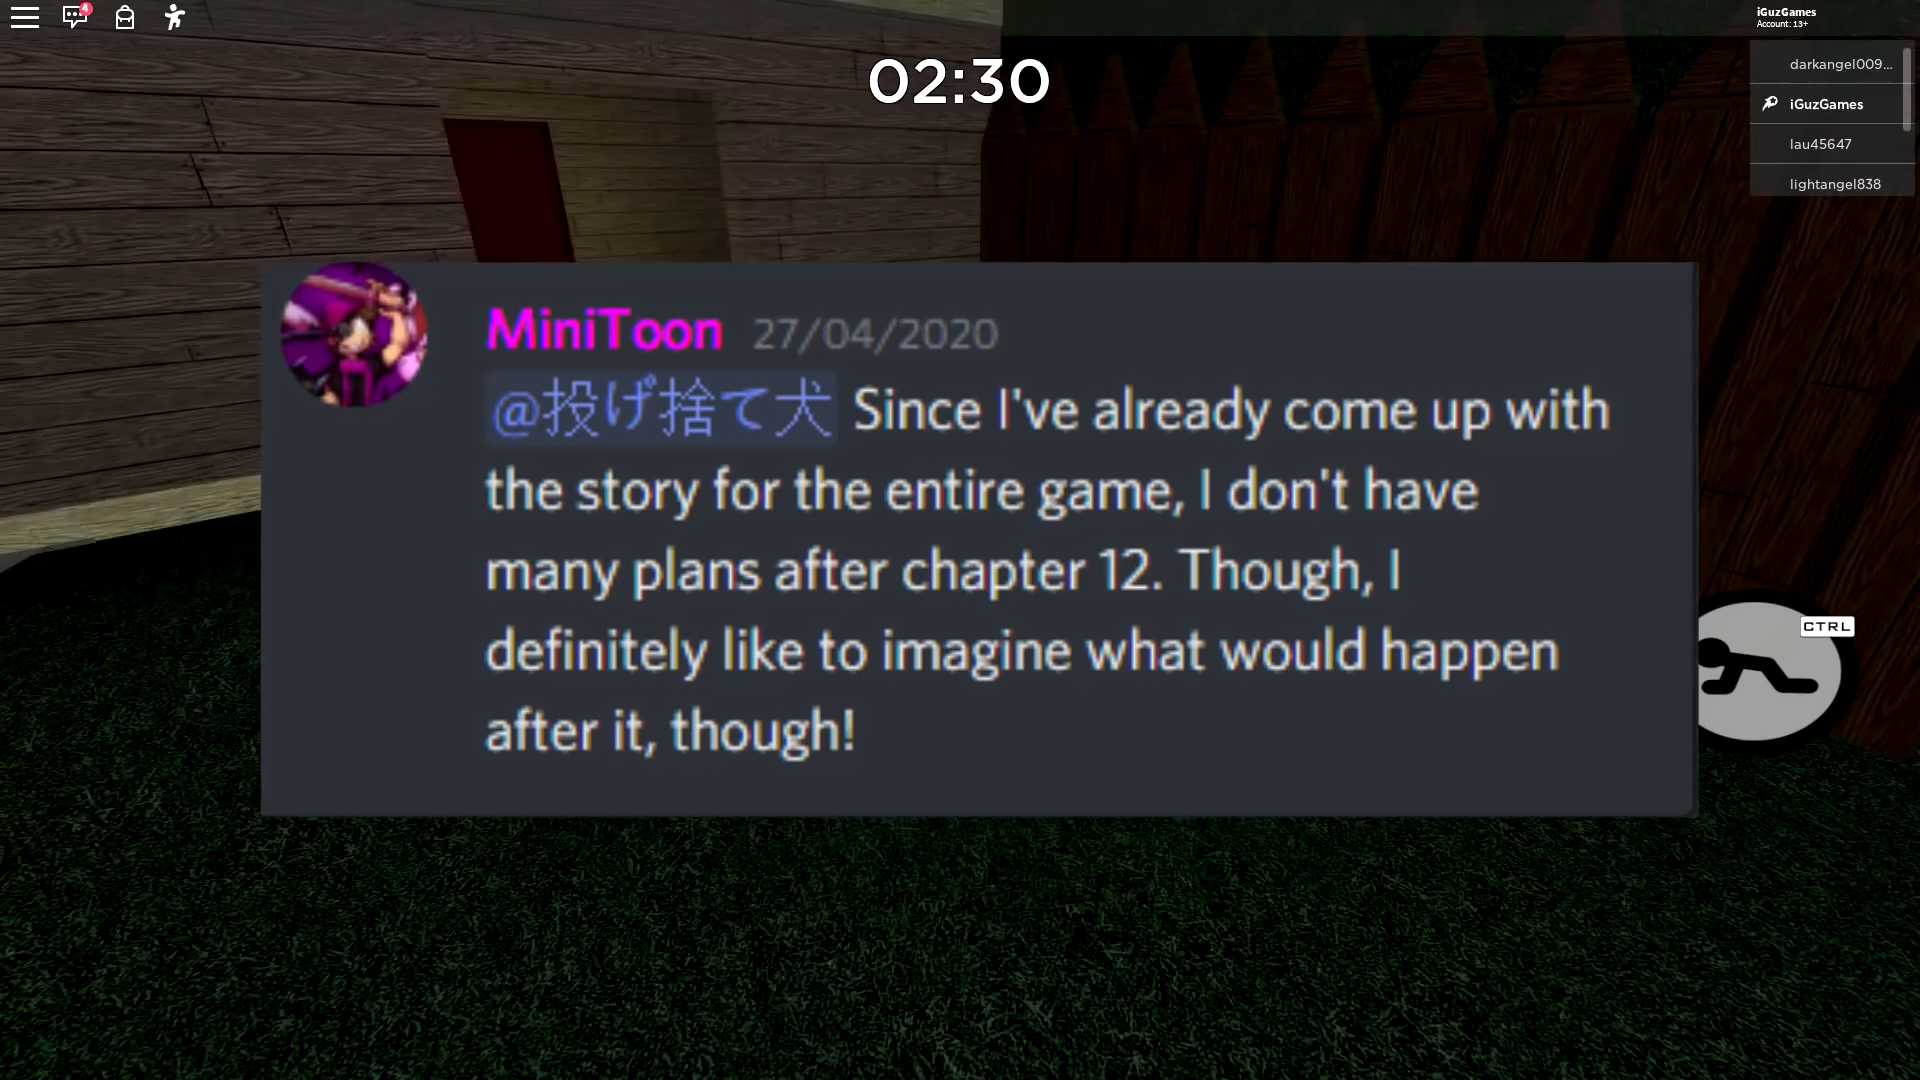 4
iGuzGames
Account: 13+
02:30
darkangel009...
iGuzGames
lau45647
lightangel838
MiniToon 27/04/2020
@投げ捨て犬 Since I've already come up with
the story for the entire game, I don't have
many plans after chapter 12. Though, I
definitely like to imagine what would happen
after it, though!
CTRL